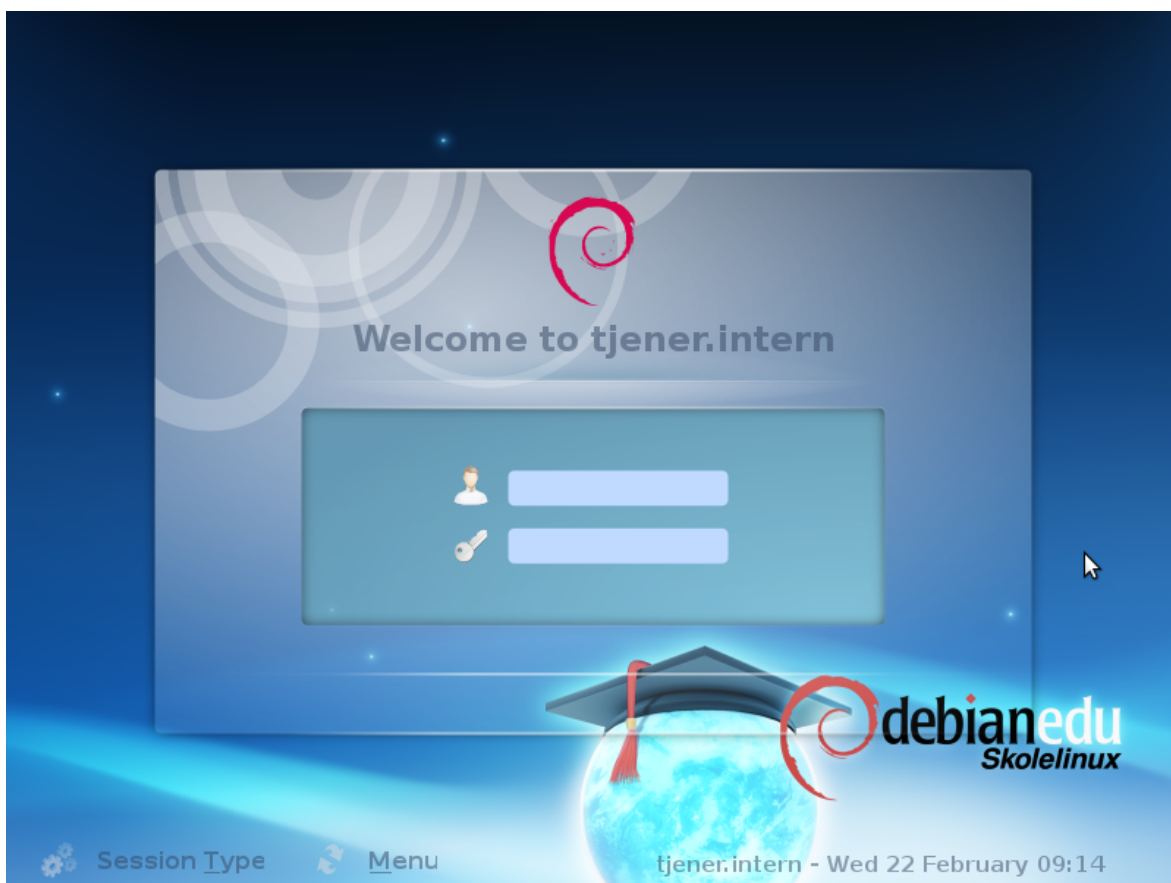 Welcome to tjener.intern
debianedu
Skolelinux
Session Type
Menu
tjener.intern - Wed 22 February 09:14